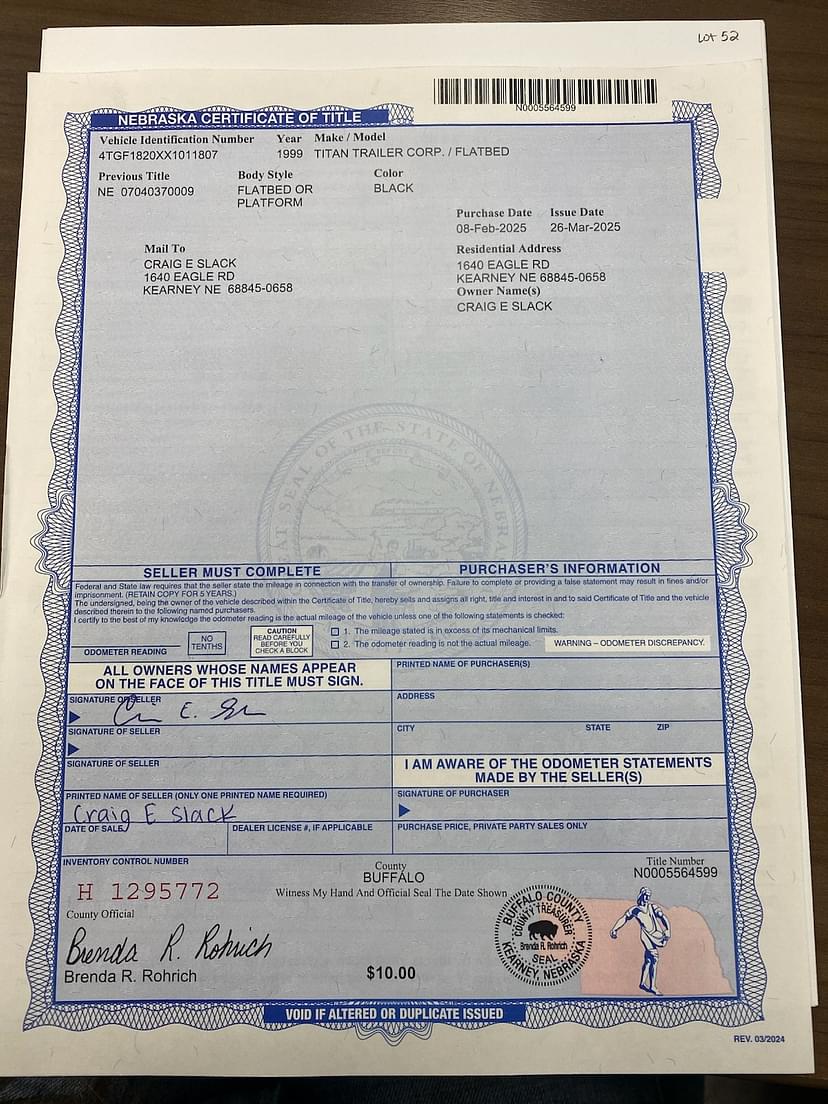 Lot 52
N0005564599
NEBRASKA CERTIFICATE OF TITLE
Vehicle Identification Number Year Make / Model
4TGF1820XX1011807 1999 TITAN TRAILER CORP. / FLATBED
Previous Title Body Style Color
NE 07040370009 FLATBED OR PLATFORM BLACK
Purchase Date Issue Date
08-Feb-2025 26-Mar-2025
Mail To
CRAIG E SLACK
1640 EAGLE RD
KEARNEY NE 68845-0658
Residential Address
1640 EAGLE RD
KEARNEY NE 68845-0658
Owner Name(s)
CRAIG E SLACK
SEAL OF THE STATE OF NEBRA
SELLER MUST COMPLETE PURCHASER'S INFORMATION
Federal and State law requires that the seller state the mileage in connection with the transfer of ownership. Failure to complete or providing a false statement may result in fines and/or
imprisonment. (RETAIN COPY FOR 5 YEARS.)
The undersigned, being the owner of the vehicle described within the Certificate of Title, hereby sells and assigns all right, title and interest in and to said Certificate of Title and the vehicle
described therein to the following named purchasers.
I certify to the best of my knowledge the odometer reading is the actual mileage of the vehicle unless one of the following statements is checked:
ODOMETER READING
NO
TENTHS
CAUTION
READ CAREFULLY
BEFORE YOU
CHECK A BLOCK
1. The mileage stated is in excess of its mechanical limits.
2. The odometer reading is not the actual mileage.
WARNING – ODOMETER DISCREPANCY.
ALL OWNERS WHOSE NAMES APPEAR
ON THE FACE OF THIS TITLE MUST SIGN.
SIGNATURE OF SELLER
SIGNATURE OF SELLER
SIGNATURE OF SELLER
PRINTED NAME OF SELLER (ONLY ONE PRINTED NAME REQUIRED)
Craig E Slack
DATE OF SALE DEALER LICENSE #, IF APPLICABLE
PRINTED NAME OF PURCHASER(S)
ADDRESS
CITY STATE ZIP
I AM AWARE OF THE ODOMETER STATEMENTS
MADE BY THE SELLER(S)
SIGNATURE OF PURCHASER
PURCHASE PRICE, PRIVATE PARTY SALES ONLY
INVENTORY CONTROL NUMBER
H 1295772
County
BUFFALO
Title Number
N0005564599
Witness My Hand And Official Seal The Date Shown
County Official
Brenda R. Rohrich
Brenda R. Rohrich
$10.00
BUFFALO COUNTY
COUNTY TREASURER
Brenda R. Rohrich
SEAL
KEARNEY, NEBRASKA
VOID IF ALTERED OR DUPLICATE ISSUED
REV. 03/2024